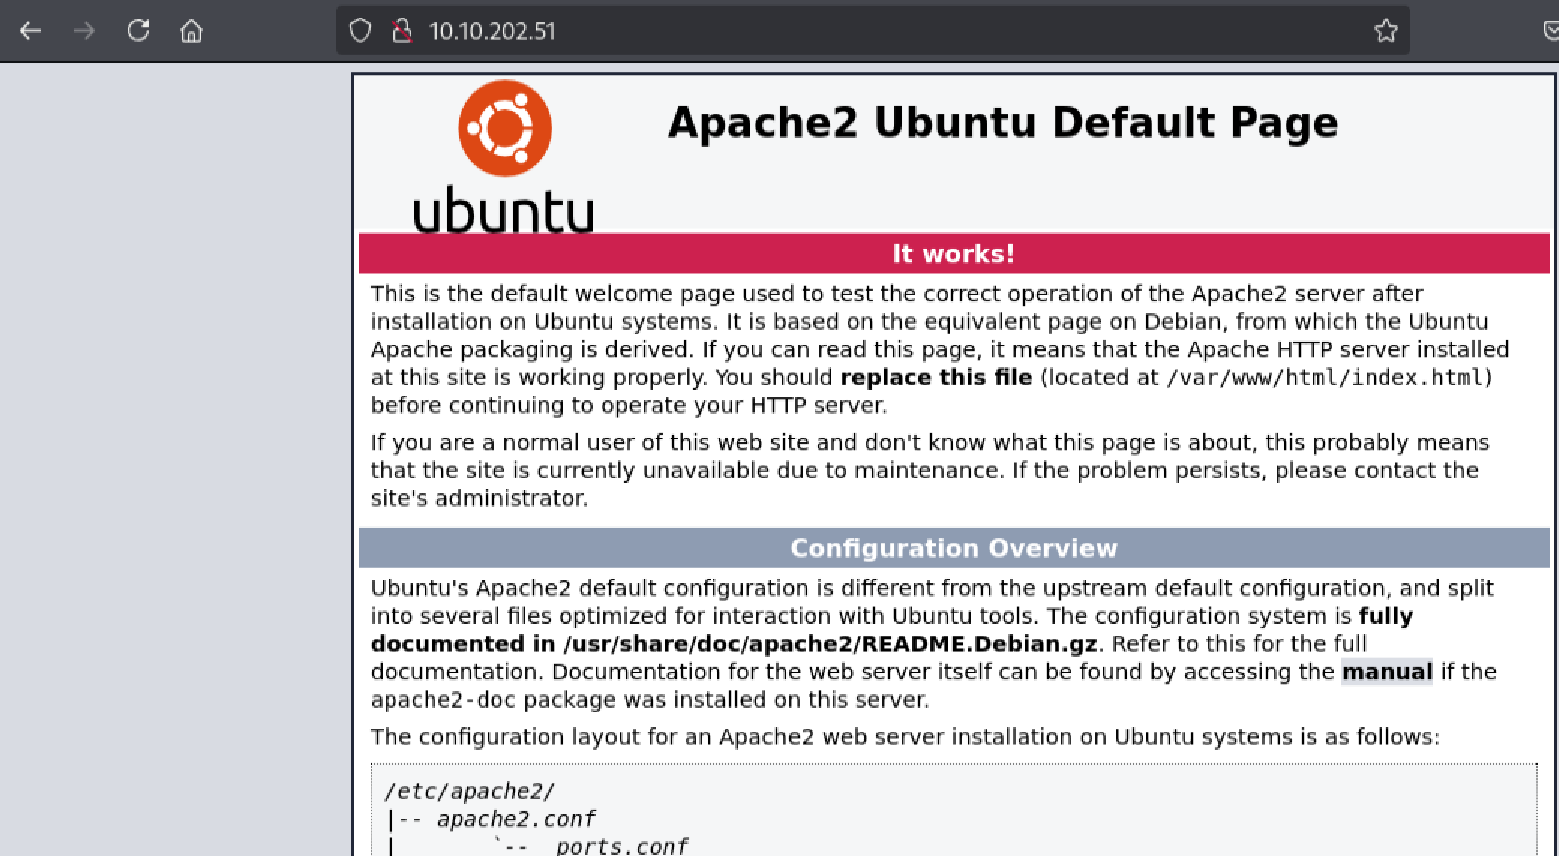 10.10.202.51
Apache2 Ubuntu Default Page
ubuntu
It works!
This is the default welcome page used to test the correct operation of the Apache2 server after
installation on Ubuntu systems. It is based on the equivalent page on Debian, from which the Ubuntu
Apache packaging is derived. If you can read this page, it means that the Apache HTTP server installed
at this site is working properly. You should replace this file (located at /var/www/html/index.html)
before continuing to operate your HTTP server.
If you are a normal user of this web site and don't know what this page is about, this probably means
that the site is currently unavailable due to maintenance. If the problem persists, please contact the
site's administrator.
Configuration Overview
Ubuntu's Apache2 default configuration is different from the upstream default configuration, and split
into several files optimized for interaction with Ubuntu tools. The configuration system is fully
documented in /usr/share/doc/apache2/README.Debian.gz. Refer to this for the full
documentation. Documentation for the web server itself can be found by accessing the manual if the
apache2-doc package was installed on this server.
The configuration layout for an Apache2 web server installation on Ubuntu systems is as follows:
/etc/apache2/
|-- apache2.conf
|       `--  ports.conf